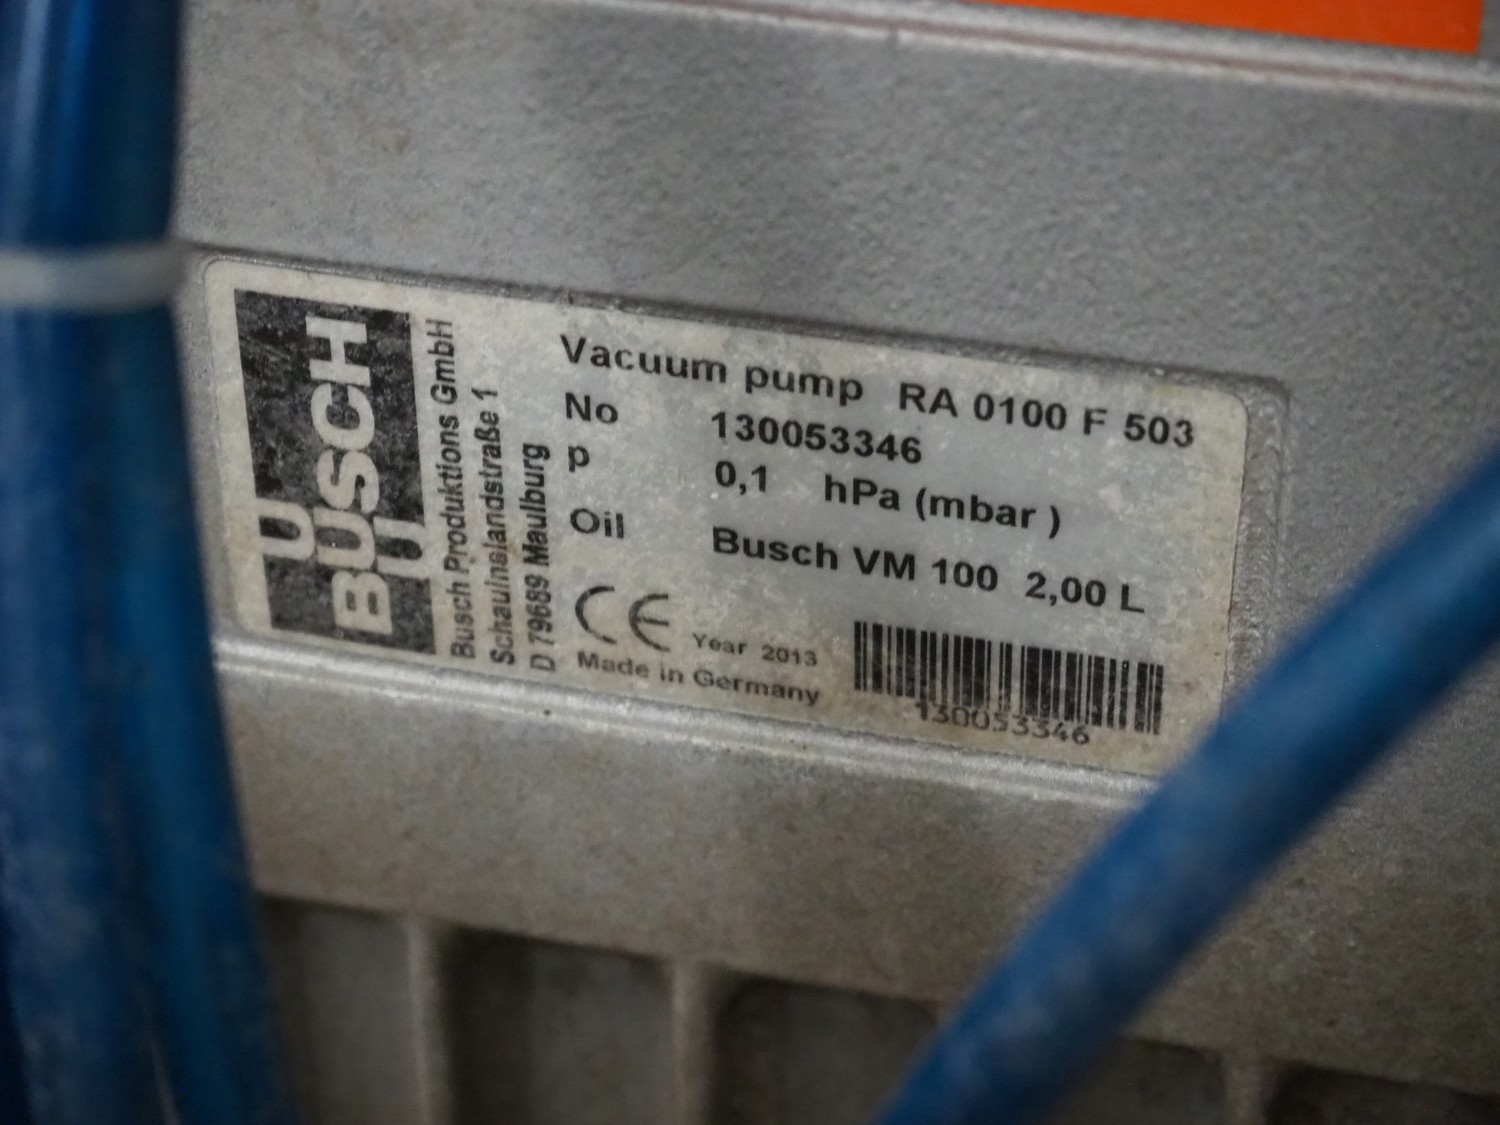 U
BUSCH
U
Busch Produktions GmbH
Schauinslandstraße 1
D 79689 Maulburg
Vacuum pump RA 0100 F 503
No 130053346
p 0,1 hPa (mbar )
Oil Busch VM 100 2,00 L
CE Year 2013
Made in Germany
130053346